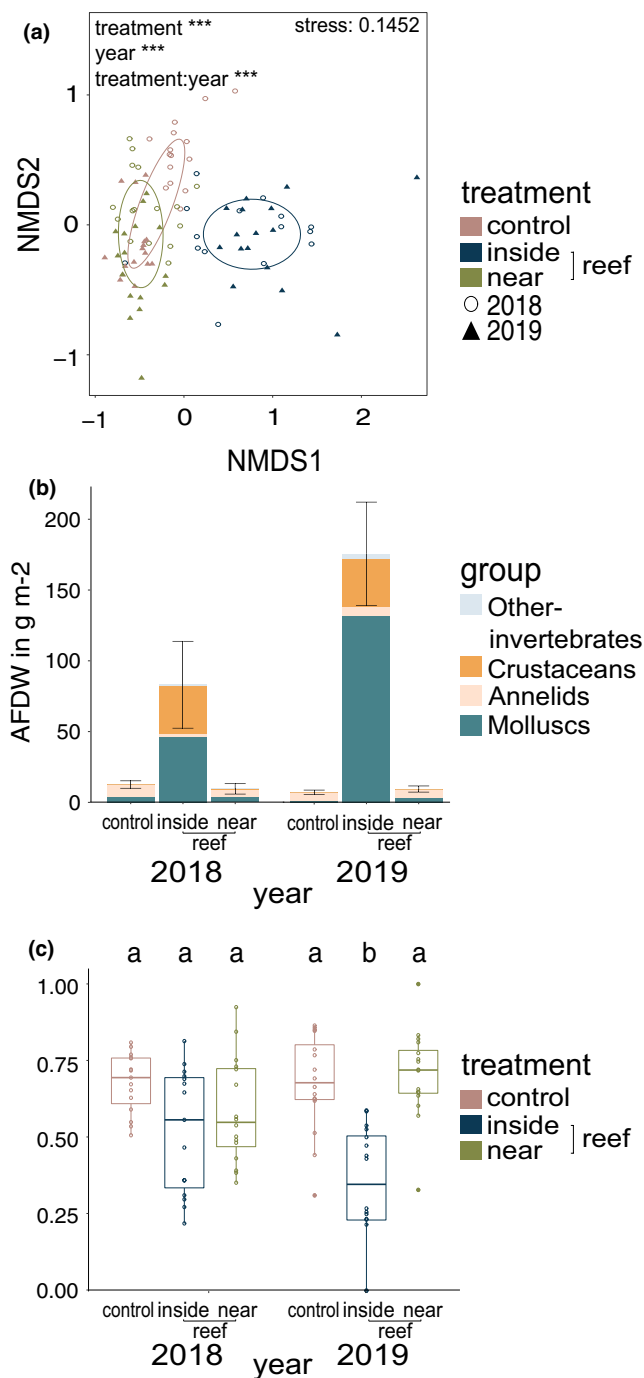 (a)
treatment ***
year ***
treatment:year ***
stress: 0.1452
1
0
−1
NMDS2
−1
0
1
2
NMDS1
treatment
control
inside
near
reef
2018
2019
(b)
200
150
100
50
0
AFDW in g m-2
control inside near
reef
2018
control inside near
reef
2019
year
group
Other-
invertebrates
Crustaceans
Annelids
Molluscs
(c)
a a a a b a
1.00
0.75
0.50
0.25
0.00
control inside near
reef
2018
control inside near
reef
2019
year
treatment
control
inside
near
reef